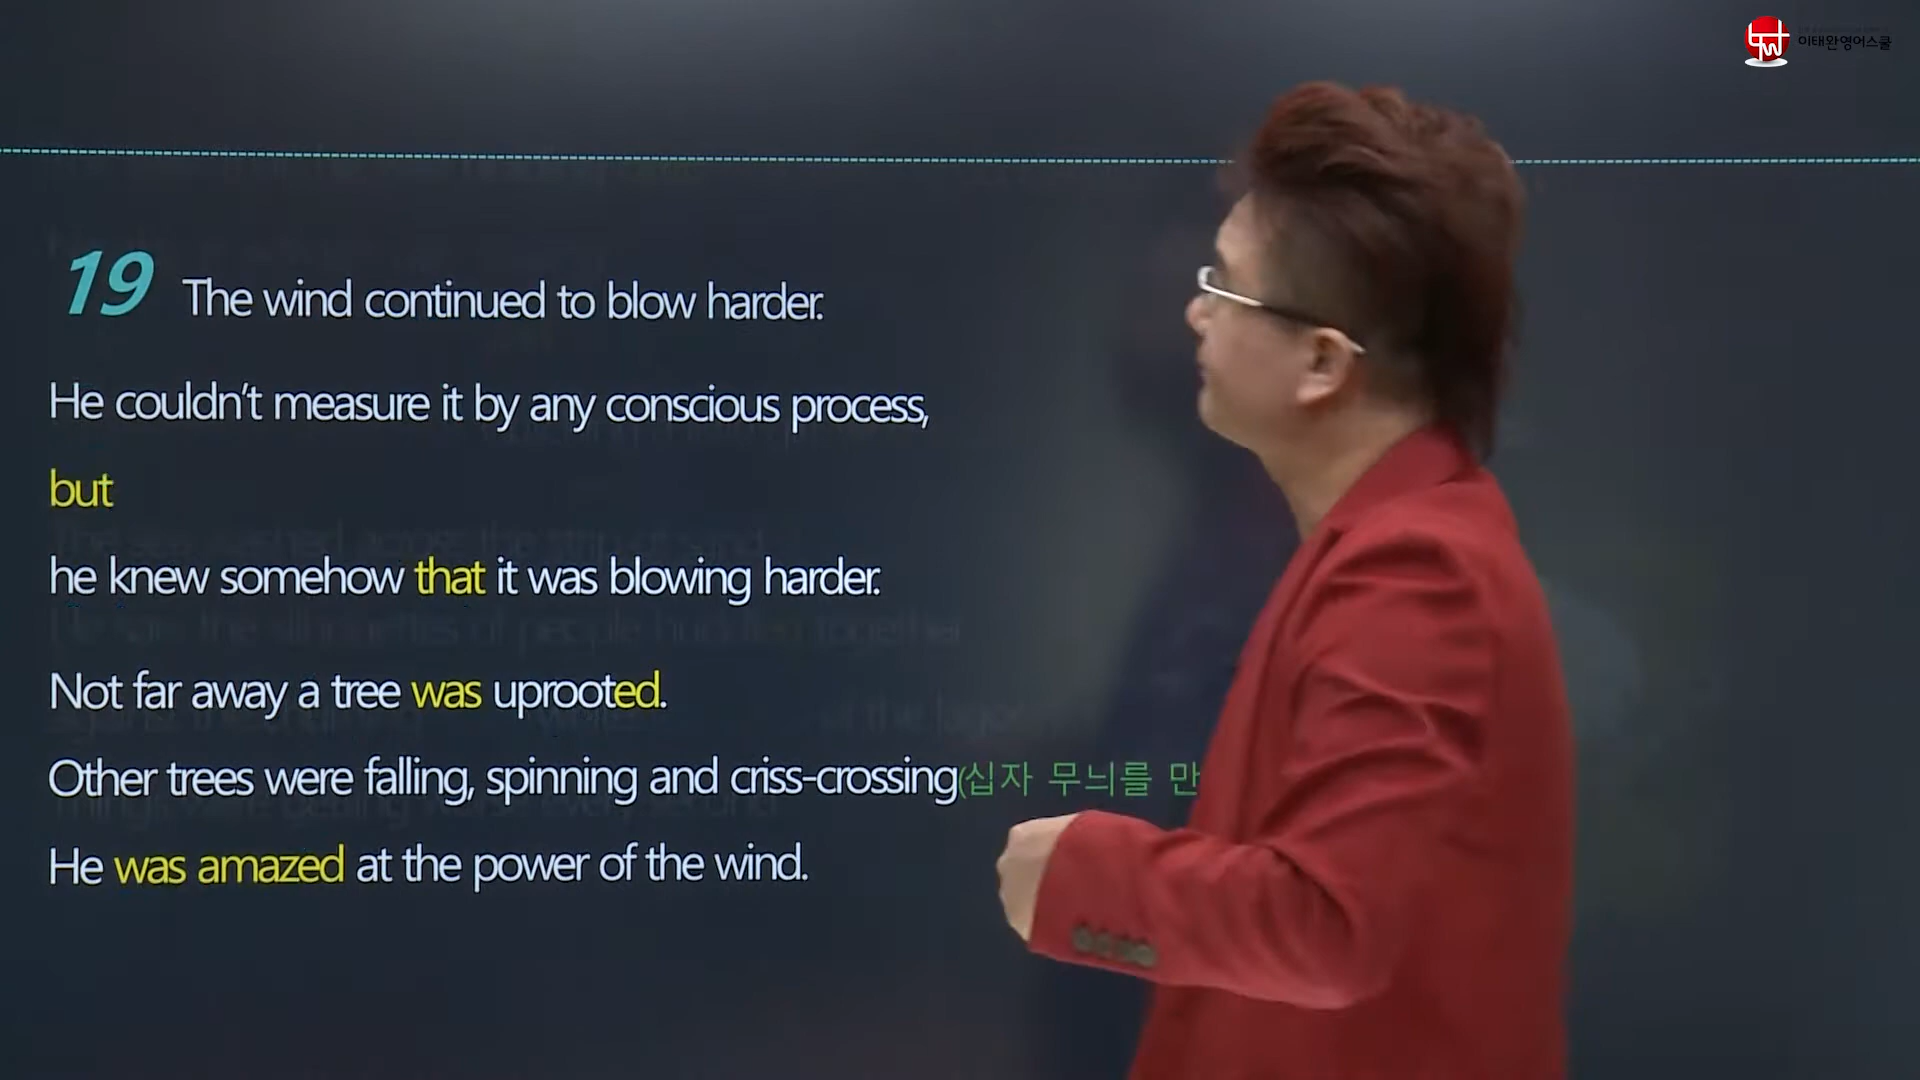 이태완영어스쿨
19 The wind continued to blow harder.
He couldn't measure it by any conscious process,
but
he knew somehow that it was blowing harder.
Not far away a tree was uprooted.
Other trees were falling, spinning and criss-crossing(십자 무늬를 만
He was amazed at the power of the wind.